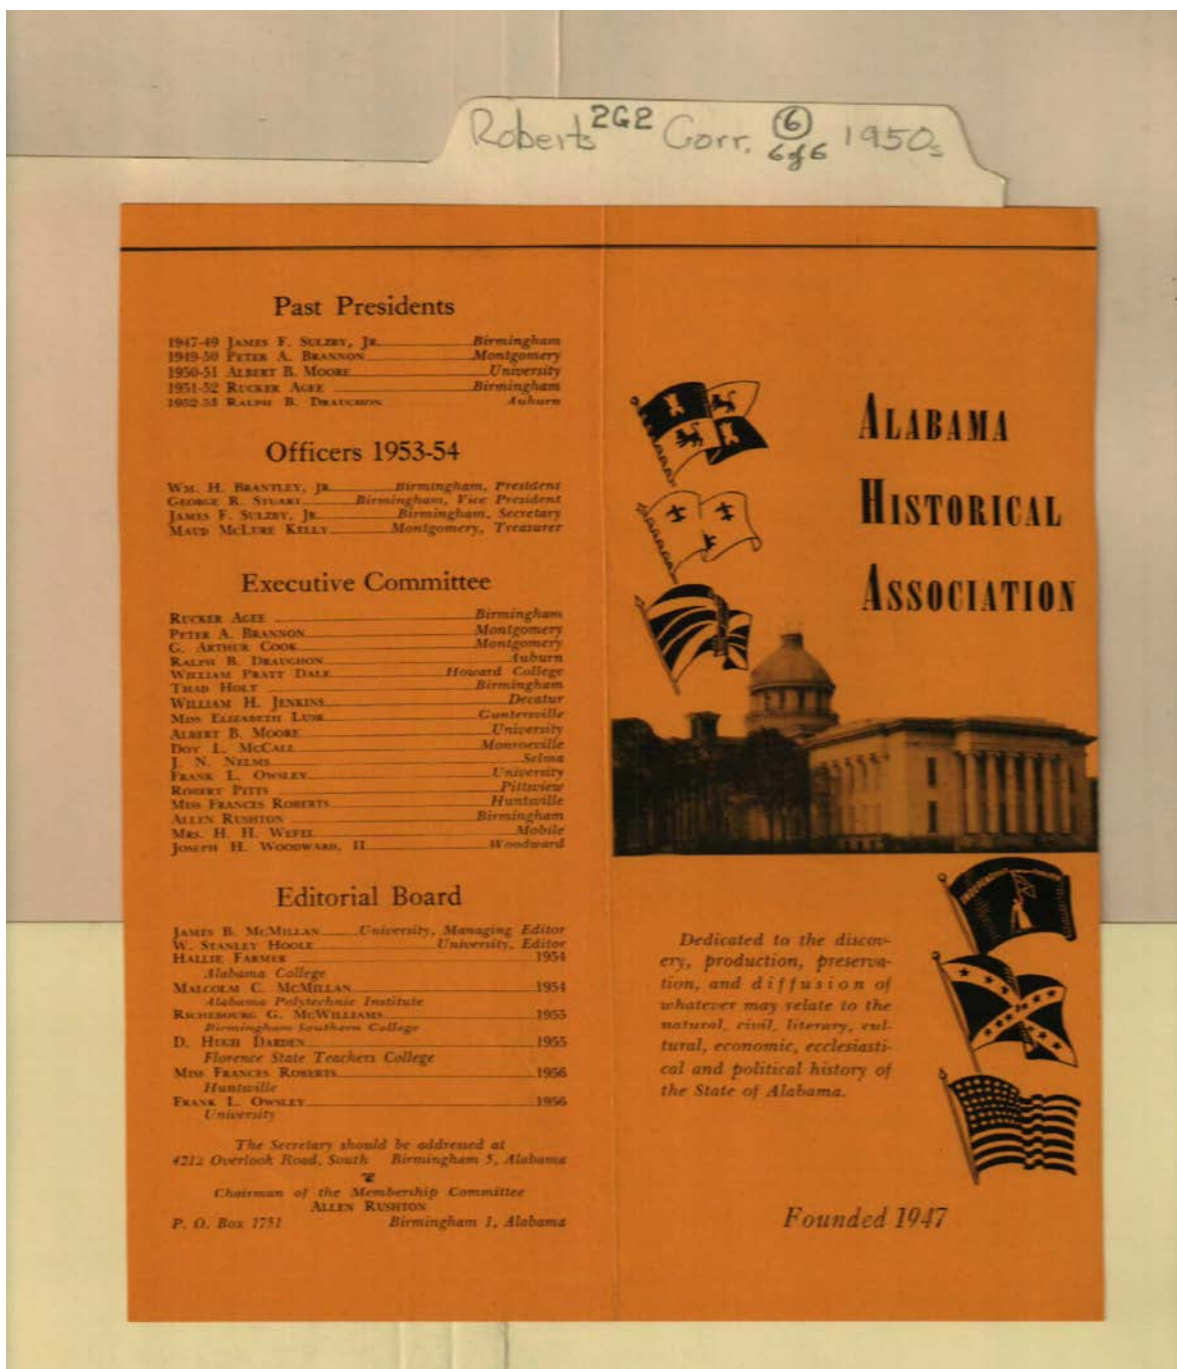 Roberts 2G2 Corr. 6 1950s
6 of 6
Past Presidents
1947-49 James F. Sulzby, Jr. Birmingham
1949-50 Peter A. Brannon Montgomery
1950-51 Albert B. Moore University
1951-52 Rucker Agee Birmingham
1952-53 Ralph B. Draughon Auburn
Officers 1953-54
Wm. H. Brantley, Jr. Birmingham, President
George R. Stuart Birmingham, Vice President
James F. Sulzby, Jr. Birmingham, Secretary
Maud McLure Kelly Montgomery, Treasurer
Executive Committee
Rucker Agee Birmingham
Peter A. Brannon Montgomery
G. Arthur Cook Montgomery
Ralph B. Draughon Auburn
William Pratt Dale Howard College
Thad Holt Birmingham
William H. Jenkins Decatur
Miss Elizabeth Lusk Guntersville
Albert B. Moore University
Doy L. McCall Monroeville
J. N. Nelms Selma
Frank L. Owsley University
Robert Pitts Pittsview
Miss Frances Roberts Huntsville
Allen Rushton Birmingham
Mrs. H. H. Wefel Mobile
Joseph H. Woodward, II Woodward
Editorial Board
James B. McMillan University, Managing Editor
W. Stanley Hoole University, Editor
Hallie Farmer 1954
Alabama College
Malcolm C. McMillan 1954
Alabama Polytechnic Institute
Richebourg G. McWilliams 1955
Birmingham-Southern College
D. Hugh Darden 1955
Florence State Teachers College
Miss Frances Roberts 1956
Huntsville
Frank L. Owsley 1956
University
The Secretary should be addressed at
4212 Overlook Road, South Birmingham 5, Alabama
Chairman of the Membership Committee
Allen Rushton
P. O. Box 1751 Birmingham 1, Alabama
Alabama
Historical
Association
Dedicated to the discov-
ery, production, preserva-
tion, and diffusion of
whatever may relate to the
natural, civil, literary, cul-
tural, economic, ecclesiasti-
cal and political history of
the State of Alabama.
Founded 1947